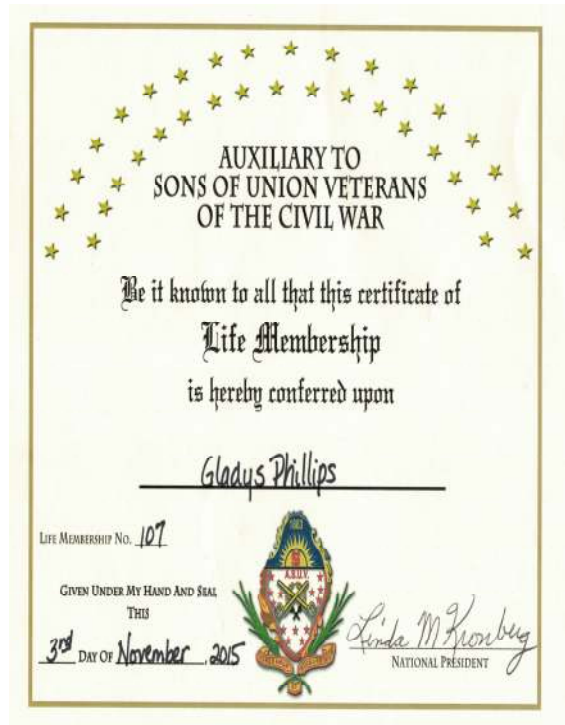 AUXILIARY TO
SONS OF UNION VETERANS
OF THE CIVIL WAR
Be it known to all that this certificate of
Life Membership
is hereby conferred upon
Gladys Phillips
LIFE MEMBERSHIP NO. 107
GIVEN UNDER MY HAND AND SEAL
THIS
3rd DAY OF November, 2015
1883
Linda M Kronberg
NATIONAL PRESIDENT